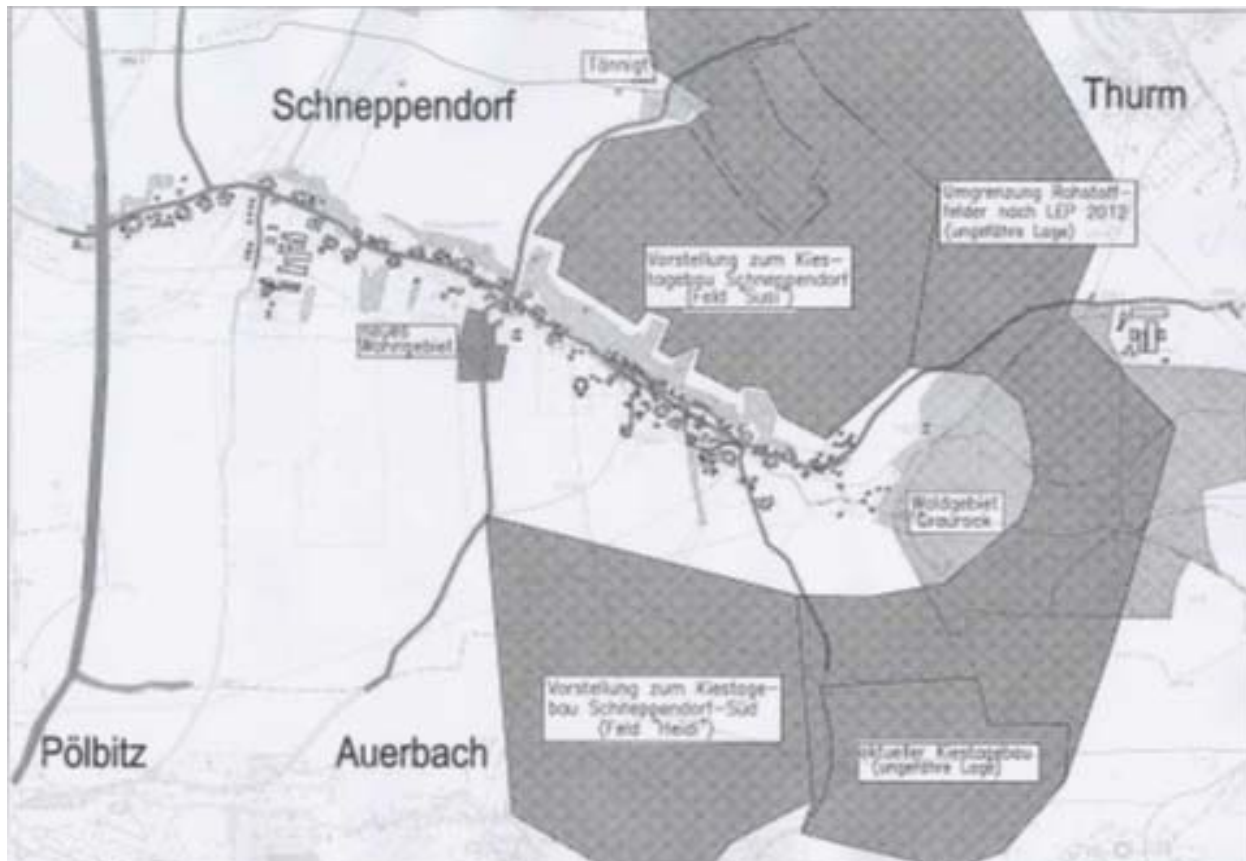 Tännigt
Schneppendorf
Thurm
Umgrenzung Rohstoff-
felder nach LEP 2012
(ungefähre Lage)
Vorstellung zum Kies-
tagebau Schneppendorf
(Feld "Susi")
neues
Wohngebiet
Waldgebiet
Graurock
Vorstellung zum Kiestage-
bau Schneppendorf-Süd
(Feld "Heidi")
Aktueller Kiestagebau
(ungefähre Lage)
Pölbitz
Auerbach